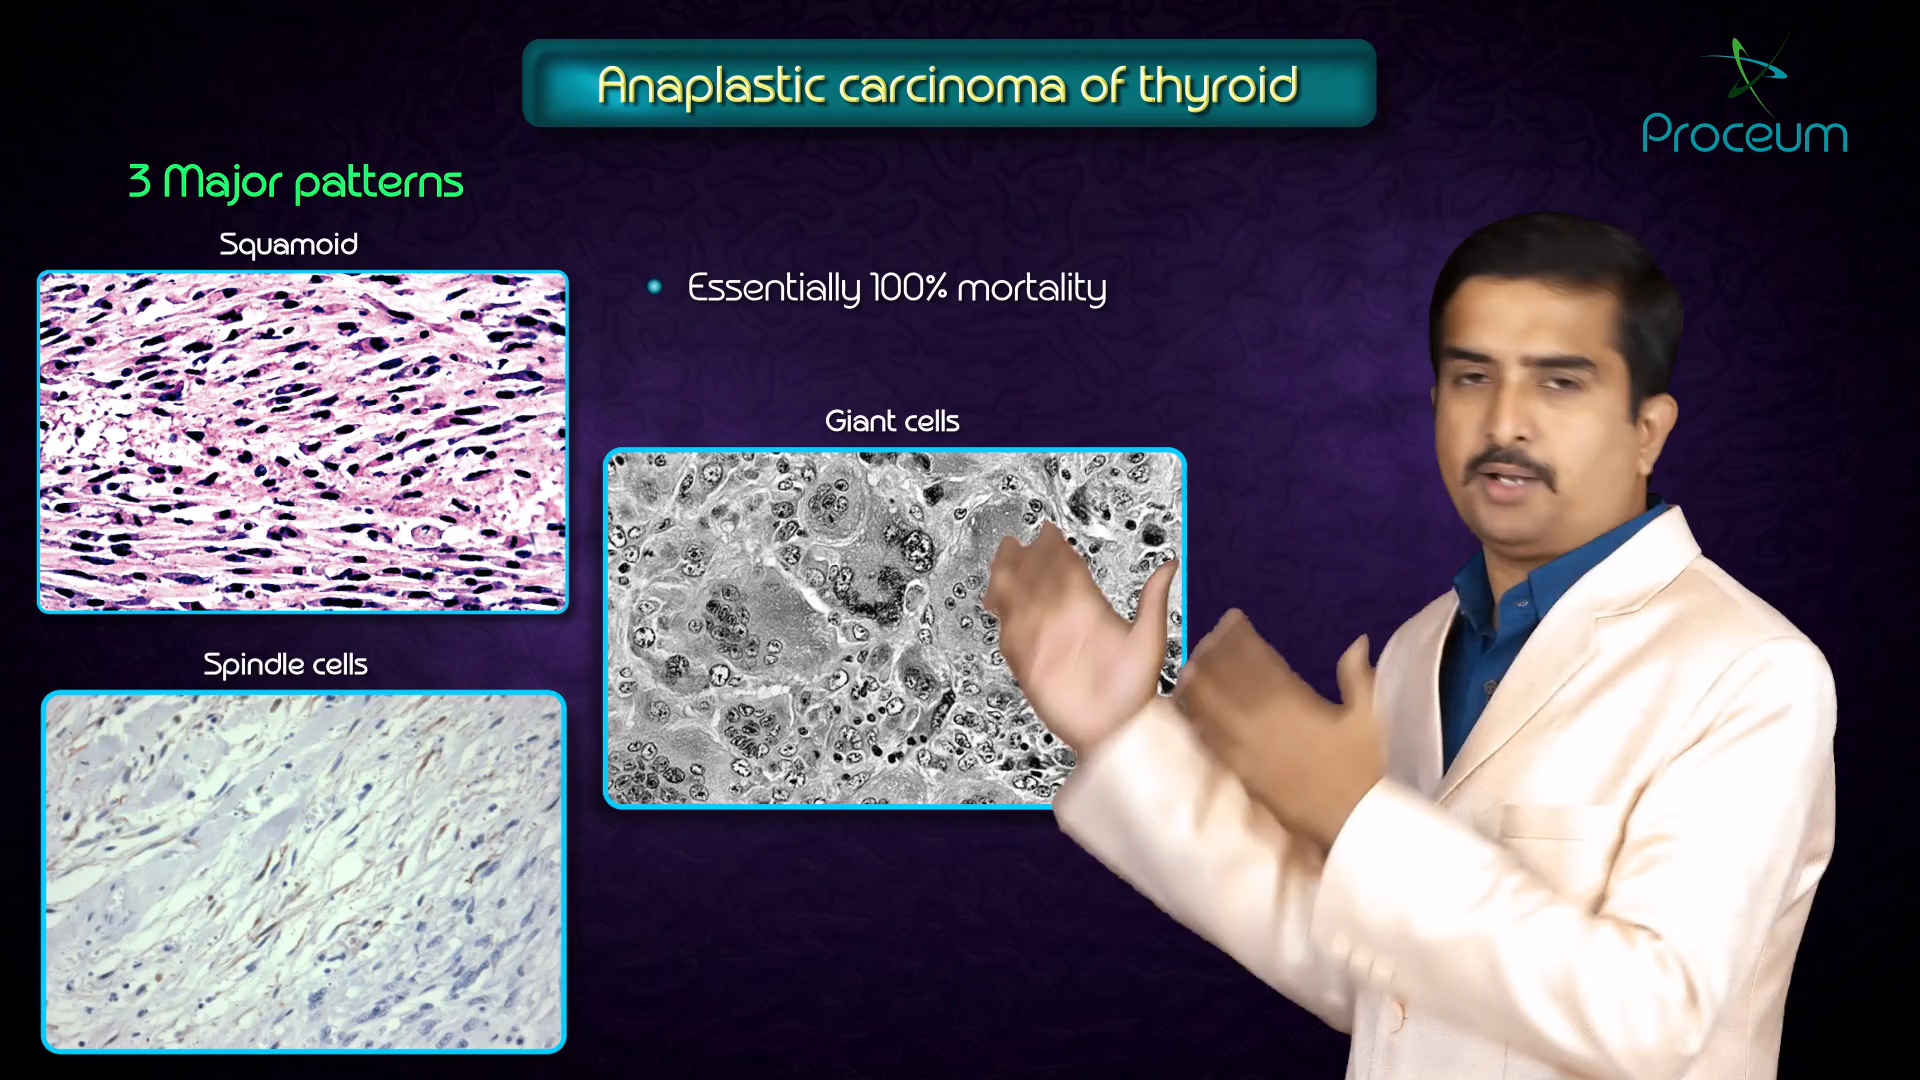 Anaplastic carcinoma of thyroid
Proceum
3 Major patterns
Squamoid
• Essentially 100% mortality
Giant cells
Spindle cells